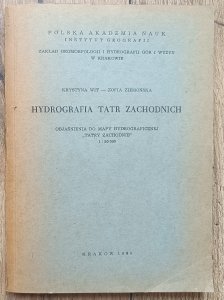 POLSKA AKADEMIA NAUK
INSTYTUT GEOGRAFII
ZAKŁAD GEOMORFOLOGII I HYDROGRAFII GÓR I WYŻYN
W KRAKOWIE
KRYSTYNA WIT — ZOFIA ZIEMOŃSKA
HYDROGRAFIA TATR ZACHODNICH
OBJAŚNIENIA DO MAPY HYDROGRAFICZNEJ
„TATRY ZACHODNIE"
1 : 50 000
KRAKÓW